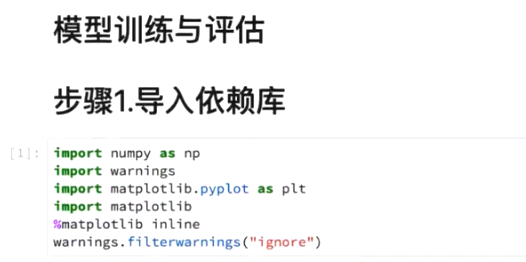 模型训练与评估
步骤1.导入依赖库
[1]:
import numpy as np
import warnings
import matplotlib.pyplot as plt
import matplotlib
%matplotlib inline
warnings.filterwarnings("ignore")